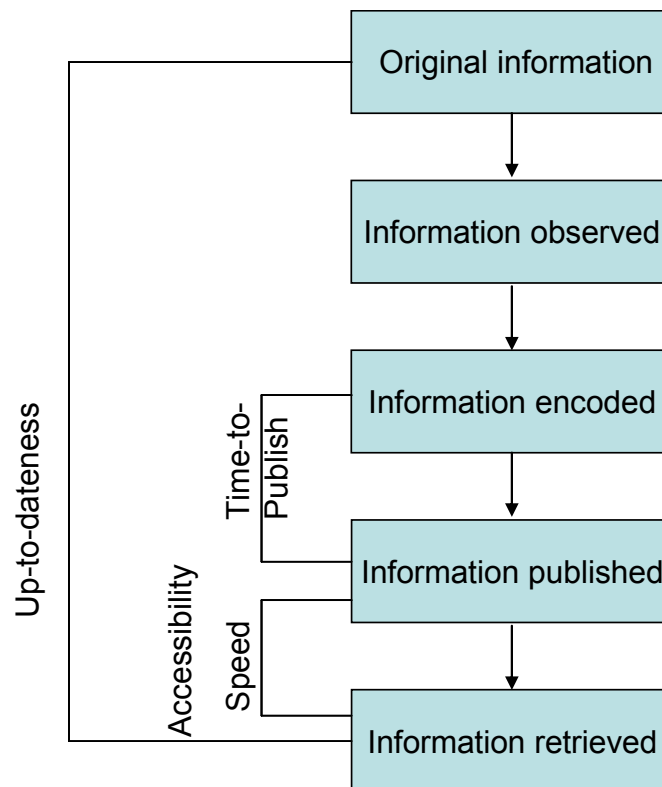 Original information
Information observed
Information encoded
Information published
Information retrieved
Up-to-dateness
Time-to-
Publish
Accessibility
Speed